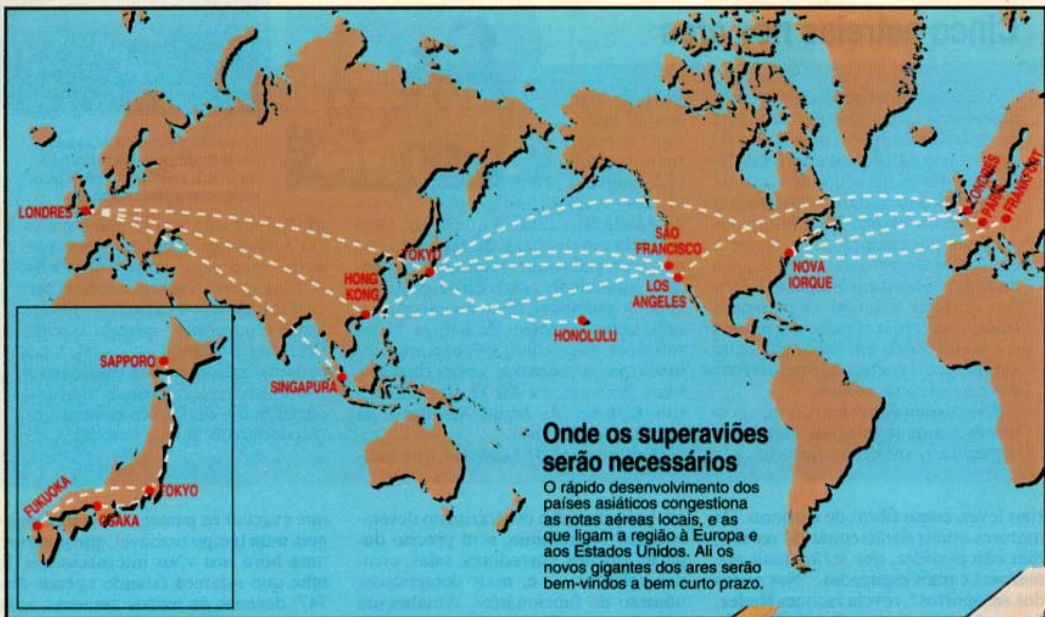 LONDRES
TOKYO
HONG
KONG
SINGAPURA
SÃO
FRANCISCO
LOS
ANGELES
HONOLULU
NOVA
IORQUE
LONDRES
PARIS
FRANKFORT
SAPPORO
TOKYO
OSAKA
FUKUOKA
Onde os superaviões
serão necessários
O rápido desenvolvimento dos
países asiáticos congestiona
as rotas aéreas locais, e as
que ligam a região à Europa e
aos Estados Unidos. Ali os
novos gigantes dos ares serão
bem-vindos a bem curto prazo.